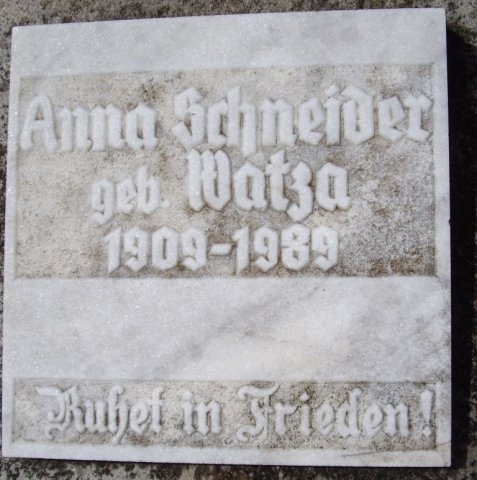 Anna Schneider
geb. Watza
1909-1989
Ruhet in Frieden!